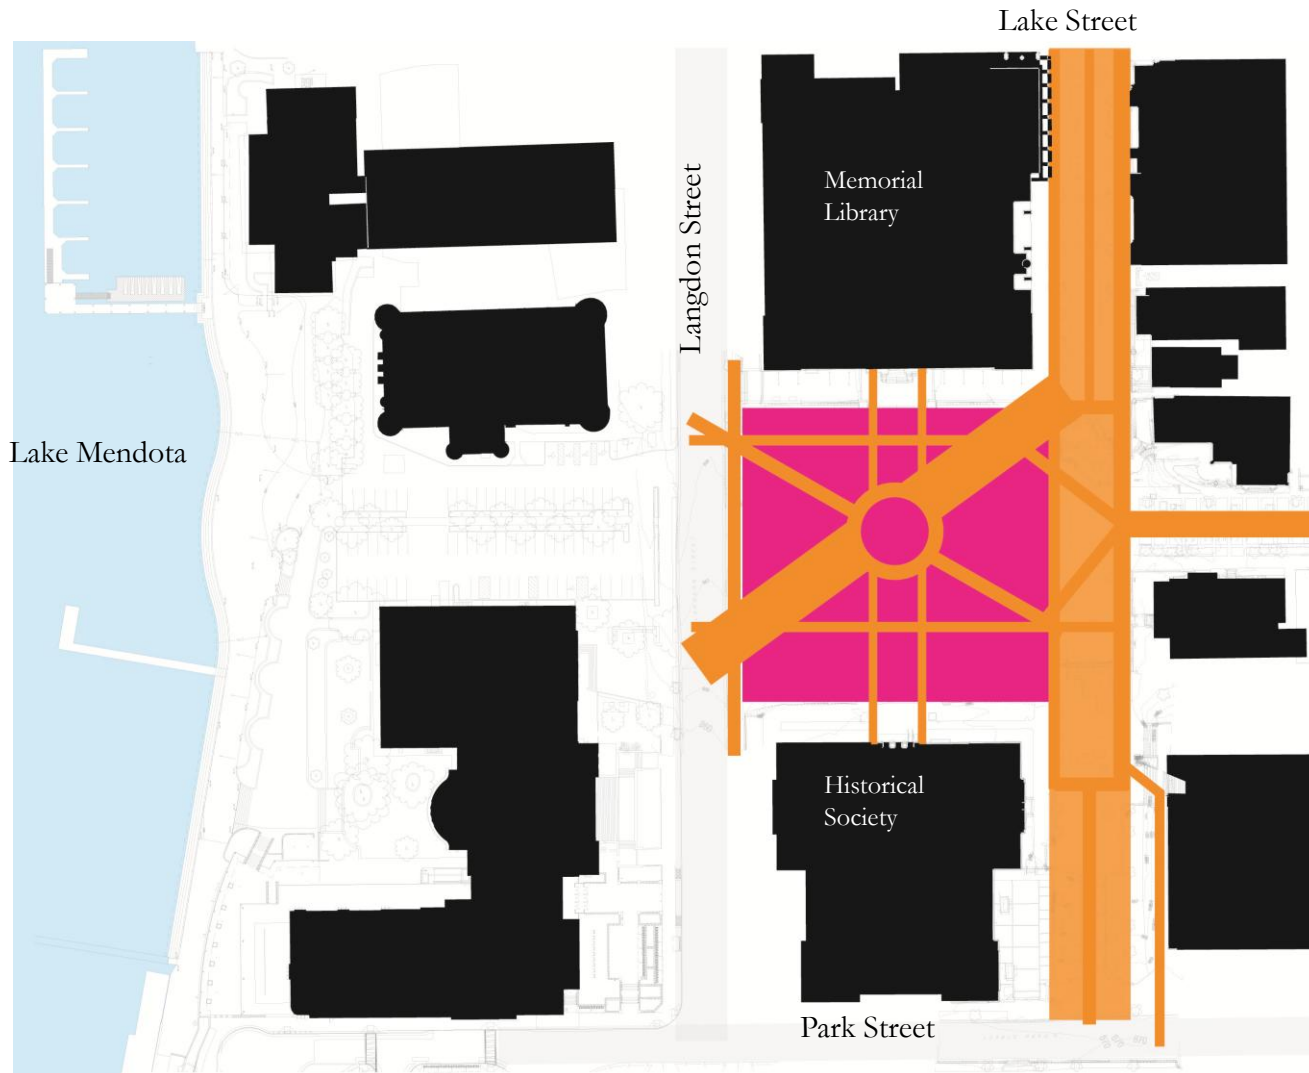 Lake Street
Memorial
Library
Langdon Street
Lake Mendota
Historical
Society
Park Street